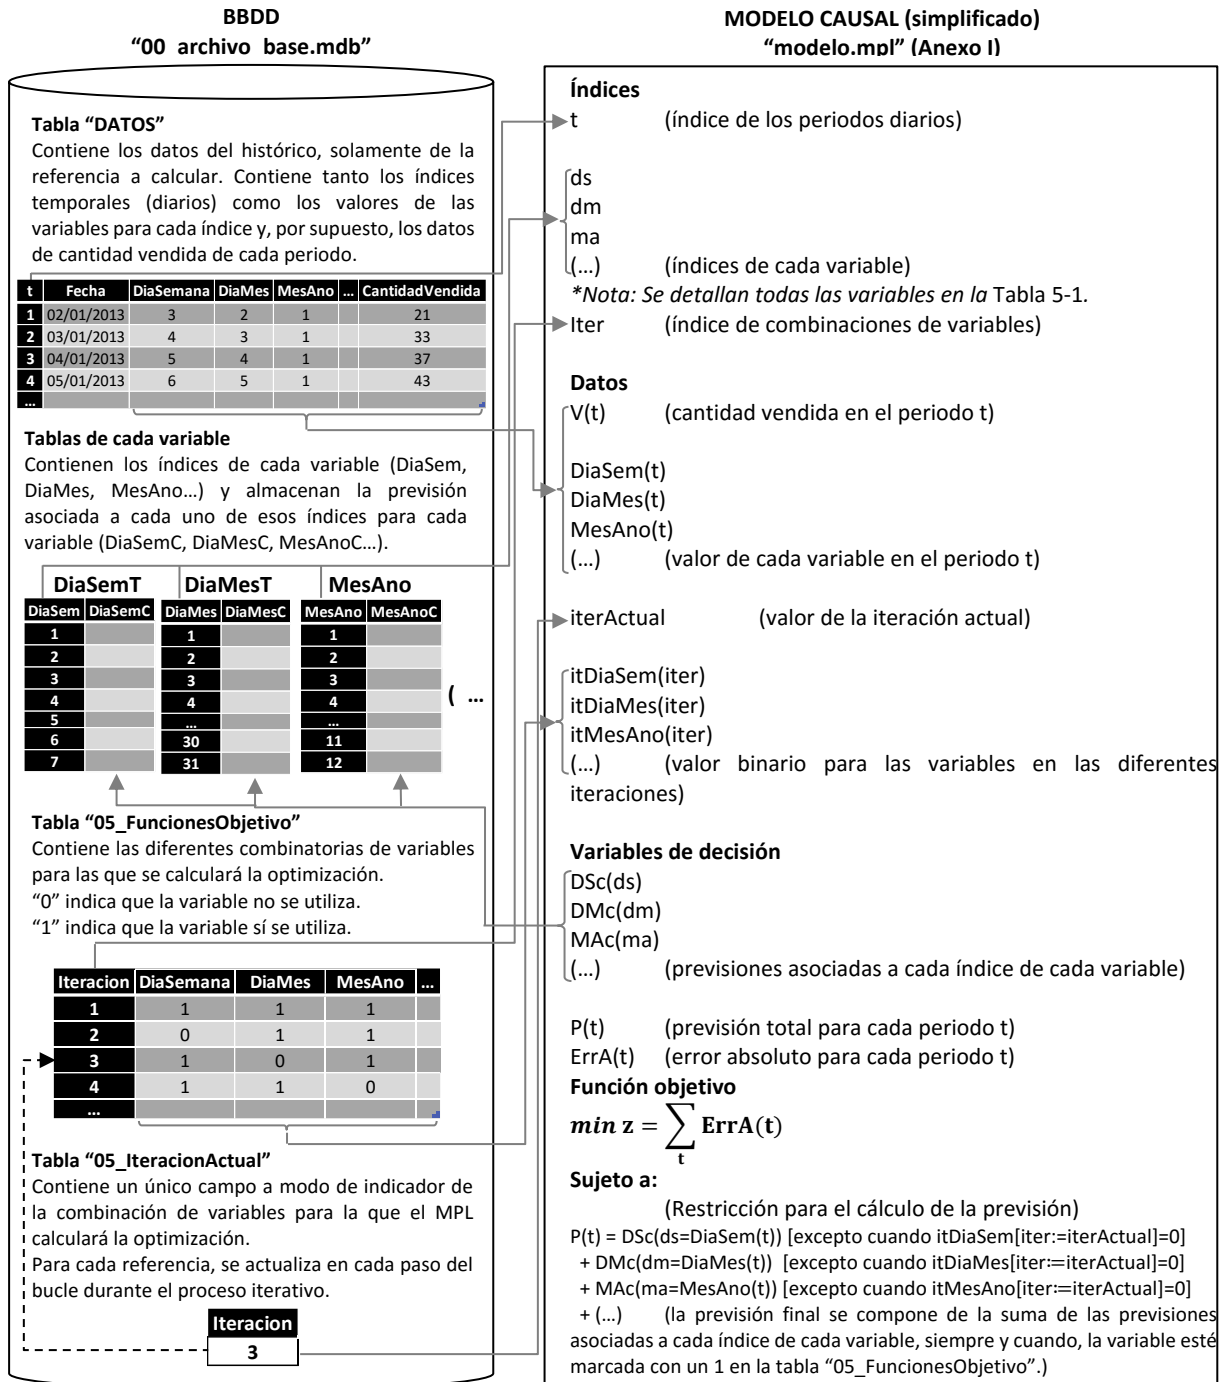 BBDD
“00_archivo_base.mdb”
Tabla “DATOS”
Contiene los datos del histórico, solamente de la
referencia a calcular. Contiene tanto los índices
temporales (diarios) como los valores de las
variables para cada índice y, por supuesto, los datos
de cantidad vendida de cada periodo.
t Fecha DiaSemana DiaMes MesAno ... CantidadVendida
1 02/01/2013 3 2 1 21
2 03/01/2013 4 3 1 33
3 04/01/2013 5 4 1 37
4 05/01/2013 6 5 1 43
...
Tablas de cada variable
Contienen los índices de cada variable (DiaSem,
DiaMes, MesAno…) y almacenan la previsión
asociada a cada uno de esos índices para cada
variable (DiaSemC, DiaMesC, MesAnoC…).
DiaSemT DiaMesT MesAno
DiaSem DiaSemC DiaMes DiaMesC MesAno MesAnoC
1 1 1
2 2 2
3 3 3
4 4 4
5 ... ...
6 30 11
7 31 12
( …
Tabla “05_FuncionesObjetivo”
Contiene las diferentes combinatorias de variables
para las que se calculará la optimización.
“0” indica que la variable no se utiliza.
“1” indica que la variable sí se utiliza.
Iteracion DiaSemana DiaMes MesAno ...
1 1 1 1
2 0 1 1
3 1 0 1
4 1 1 0
...
Tabla “05_IteracionActual”
Contiene un único campo a modo de indicador de
la combinación de variables para la que el MPL
calculará la optimización.
Para cada referencia, se actualiza en cada paso del
bucle durante el proceso iterativo.
Iteracion
3
MODELO CAUSAL (simplificado)
“modelo.mpl” (Anexo I)
Índices
t (índice de los periodos diarios)
ds
dm
ma
(…) (índices de cada variable)
*Nota: Se detallan todas las variables en la Tabla 5-1.
Iter (índice de combinaciones de variables)
Datos
V(t) (cantidad vendida en el periodo t)
DiaSem(t)
DiaMes(t)
MesAno(t)
(…) (valor de cada variable en el periodo t)
iterActual (valor de la iteración actual)
itDiaSem(iter)
itDiaMes(iter)
itMesAno(iter)
(…) (valor binario para las variables en las diferentes
iteraciones)
Variables de decisión
DSc(ds)
DMc(dm)
MAc(ma)
(…) (previsiones asociadas a cada índice de cada variable)
P(t) (previsión total para cada periodo t)
ErrA(t) (error absoluto para cada periodo t)
Función objetivo
min z = ∑ ErrA(t)
t
Sujeto a:
(Restricción para el cálculo de la previsión)
P(t) = DSc(ds=DiaSem(t)) [excepto cuando itDiaSem[iter:=iterActual]=0]
+ DMc(dm=DiaMes(t)) [excepto cuando itDiaMes[iter:=iterActual]=0]
+ MAc(ma=MesAno(t)) [excepto cuando itMesAno[iter:=iterActual]=0]
+ (…) (la previsión final se compone de la suma de las previsiones
asociadas a cada índice de cada variable, siempre y cuando, la variable esté
marcada con un 1 en la tabla “05_FuncionesObjetivo”.)